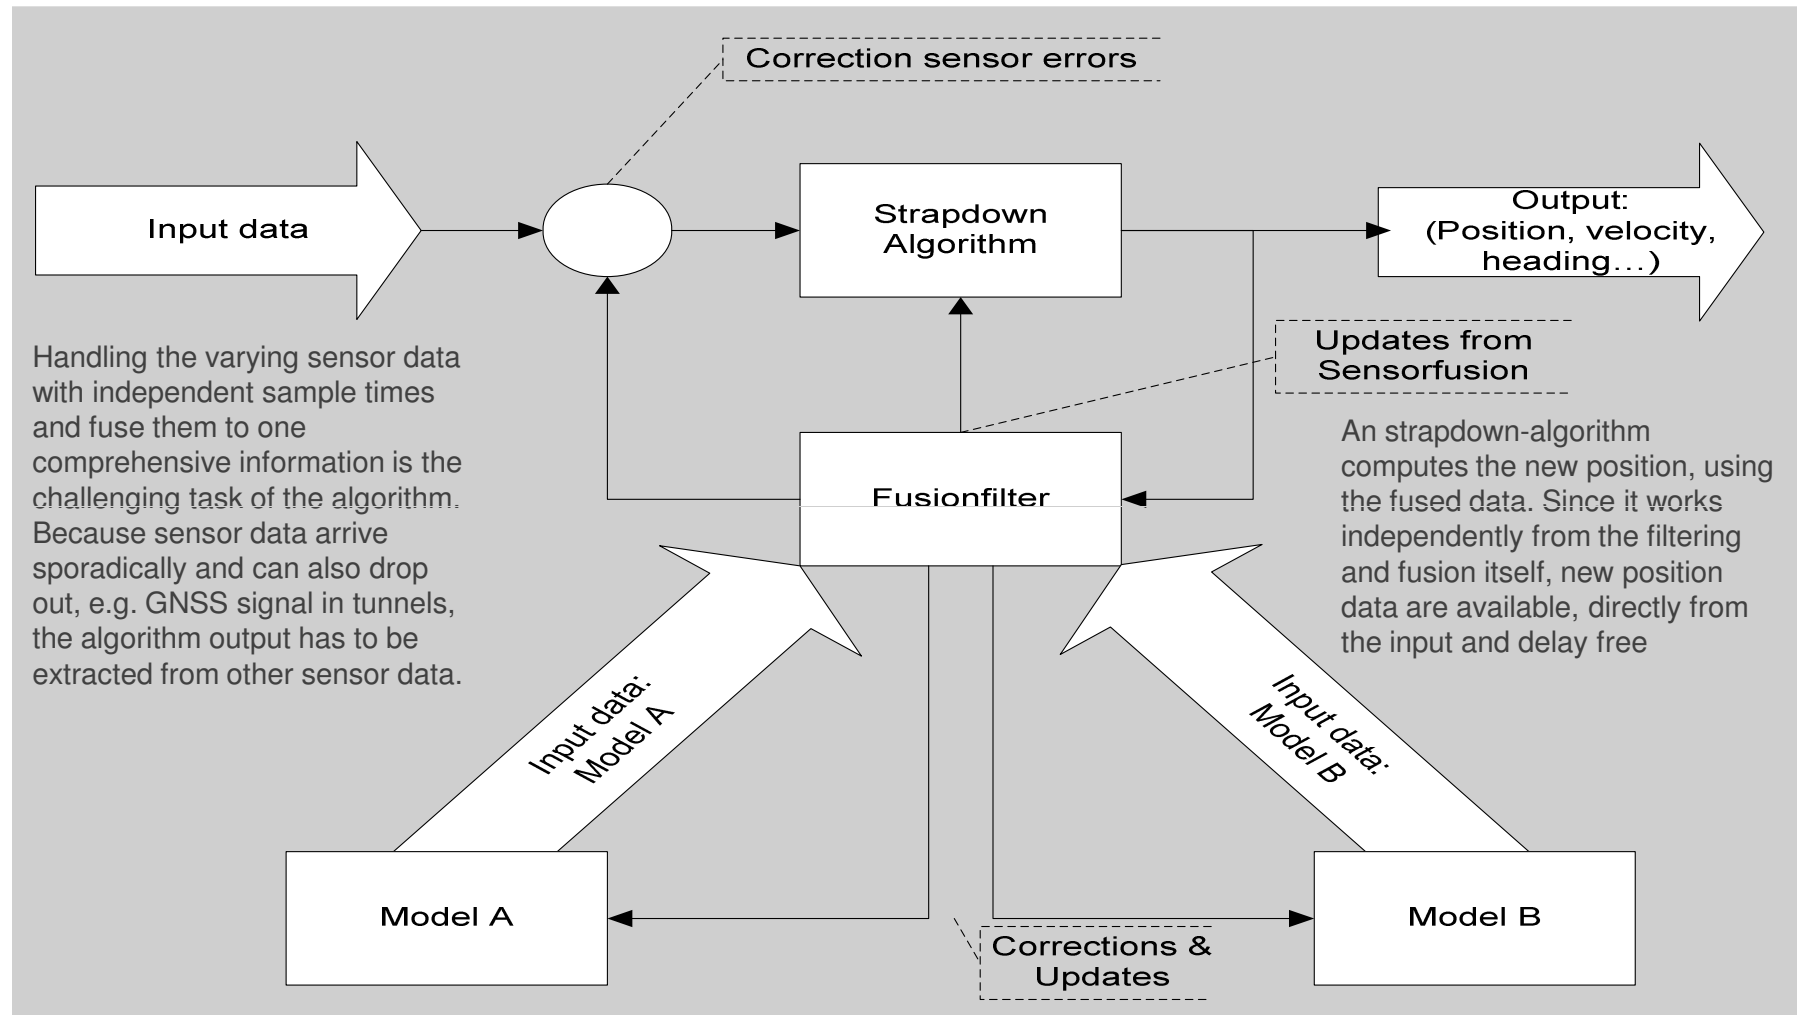 Correction sensor errors
Input data
Strapdown
Algorithm
Output:
(Position, velocity,
heading…)
Updates from
Sensorfusion
Handling the varying sensor data
with independent sample times
and fuse them to one
comprehensive information is the
challenging task of the algorithm.
Because sensor data arrive
sporadically and can also drop
out, e.g. GNSS signal in tunnels,
the algorithm output has to be
extracted from other sensor data.
Fusionfilter
An strapdown-algorithm
computes the new position, using
the fused data. Since it works
independently from the filtering
and fusion itself, new position
data are available, directly from
the input and delay free
Input data:
Model A
Input data:
Model B
Model A
Model B
Corrections &
Updates